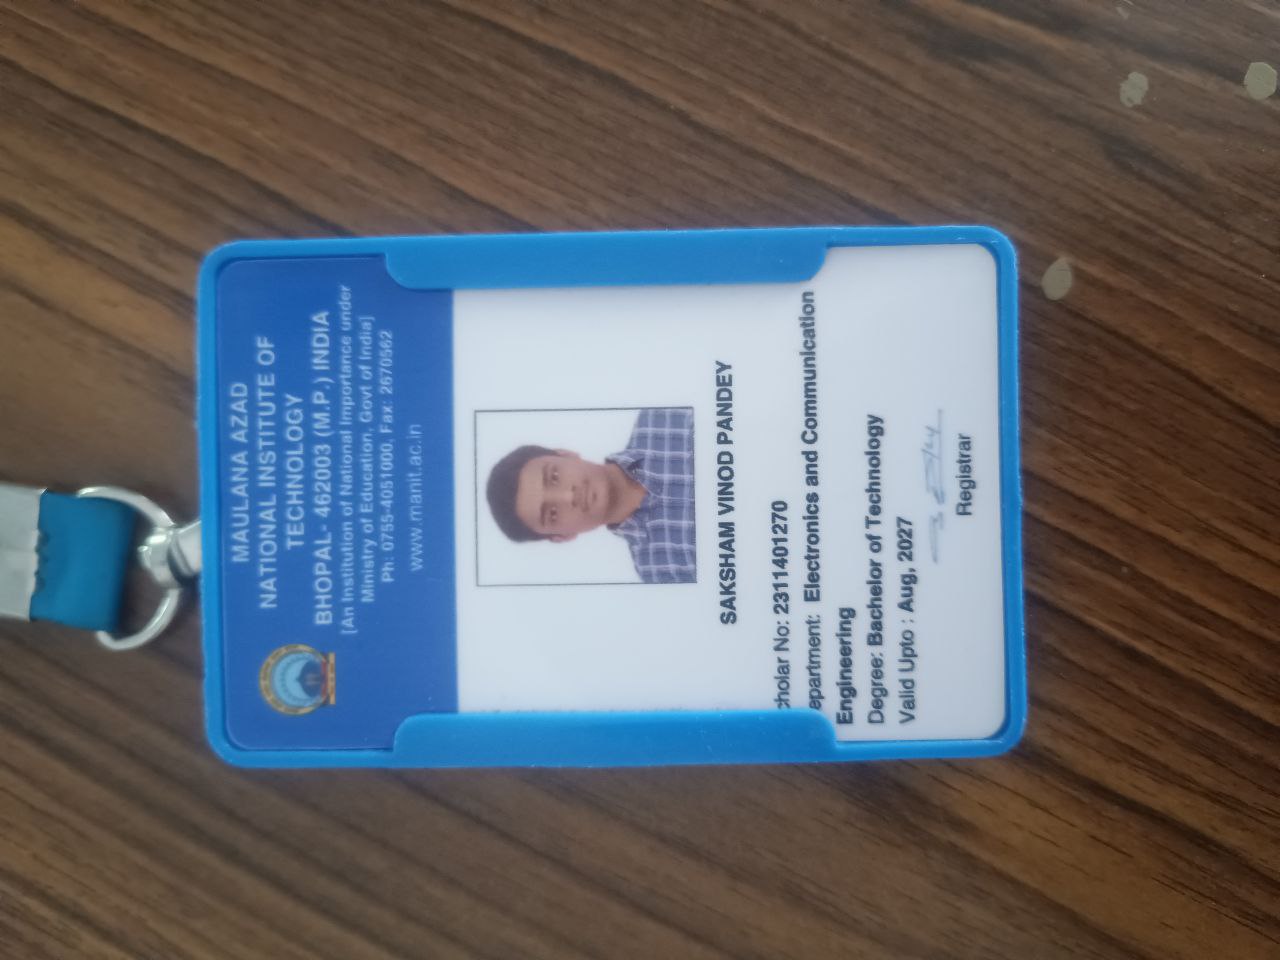 MAULANA AZAD
NATIONAL INSTITUTE OF
TECHNOLOGY
BHOPAL- 462003 (M.P.) INDIA
[An Institution of National Importance under
Ministry of Education, Govt of India]
Ph: 0755-4051000, Fax: 2670562
www.manit.ac.in
SAKSHAM VINOD PANDEY
cholar No: 2311401270
epartment: Electronics and Communication
Engineering
Degree: Bachelor of Technology
Valid Upto : Aug, 2027
Registrar